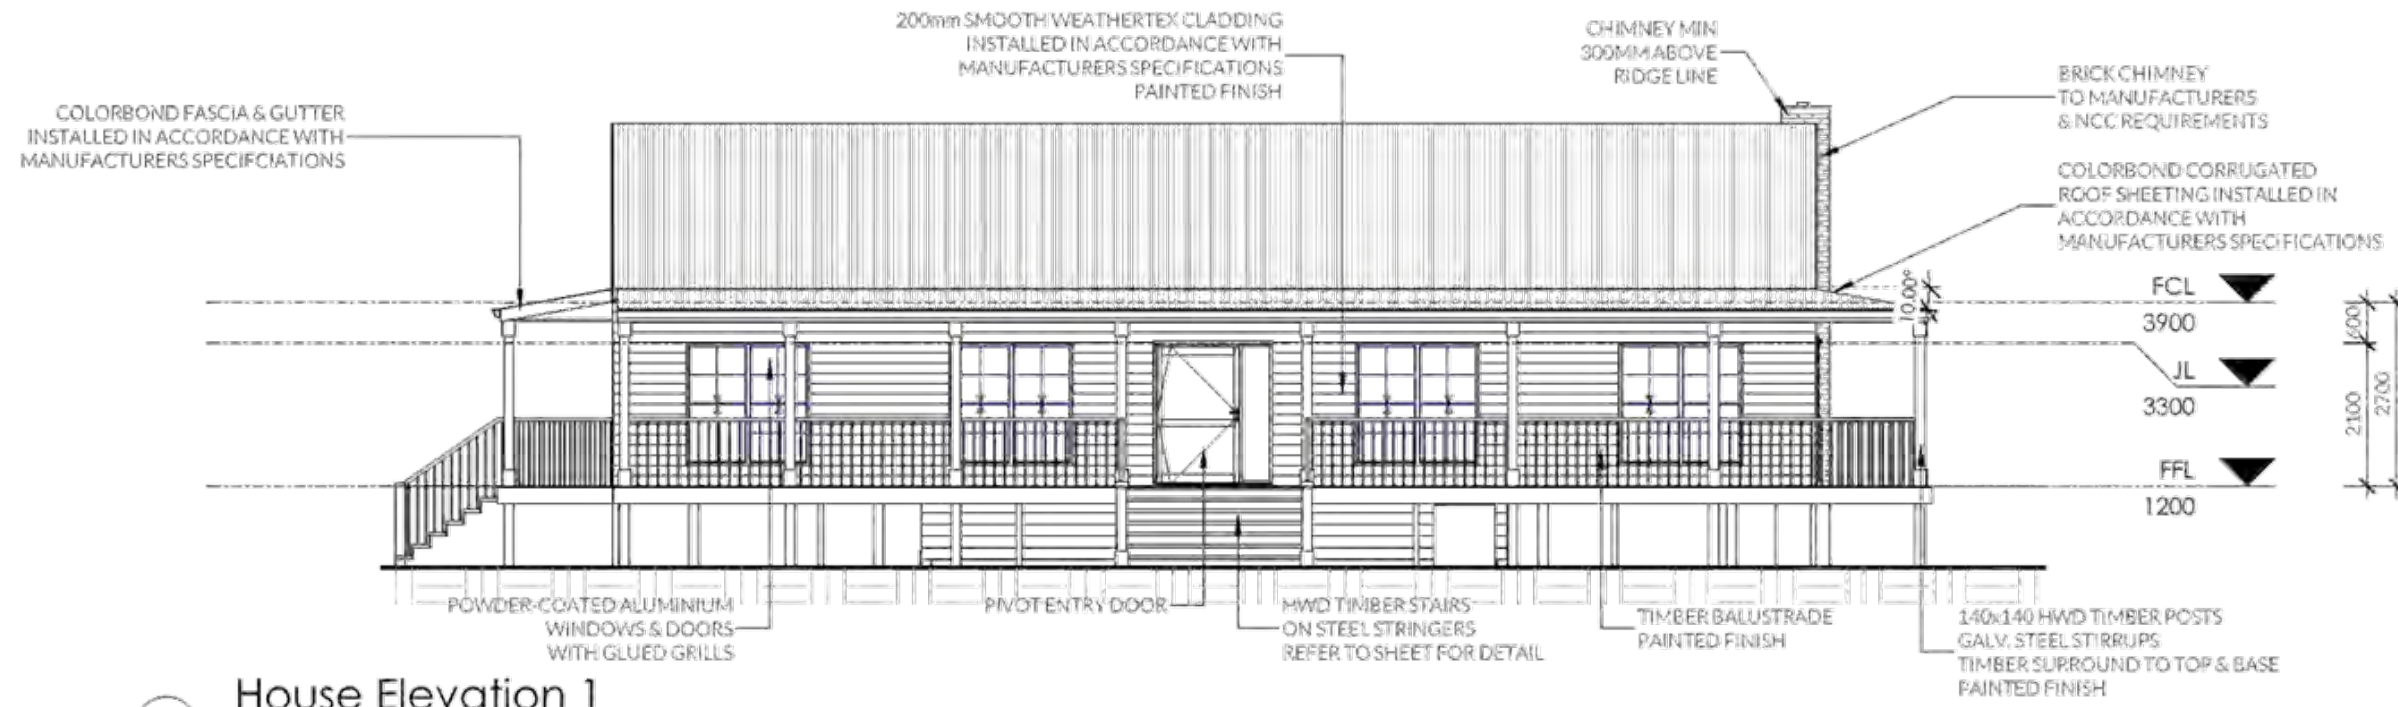 200mm SMOOTH WEATHERTEX CLADDING
INSTALLED IN ACCORDANCE WITH
MANUFACTURERS SPECIFICATIONS
PAINTED FINISH
CHIMNEY MIN
300MM ABOVE
RIDGE LINE
BRICK CHIMNEY
TO MANUFACTURERS
& NCC REQUIREMENTS
COLORBOND FASCIA & GUTTER
INSTALLED IN ACCORDANCE WITH
MANUFACTURERS SPECIFCIATIONS
COLORBOND CORRUGATED
ROOF SHEETING INSTALLED IN
ACCORDANCE WITH
MANUFACTURERS SPECIFICATIONS
10.00°
FCL
3900
JL
3300
FFL
1200
600
2100
2700
POWDER-COATED ALUMINIUM
WINDOWS & DOORS
WITH GLUED GRILLS
PIVOT ENTRY DOOR
HWD TIMBER STAIRS
ON STEEL STRINGERS
REFER TO SHEET FOR DETAIL
TIMBER BALUSTRADE
PAINTED FINISH
140x140 HWD TIMBER POSTS
GALV. STEEL STIRRUPS
TIMBER SURROUND TO TOP & BASE
PAINTED FINISH
House Elevation 1